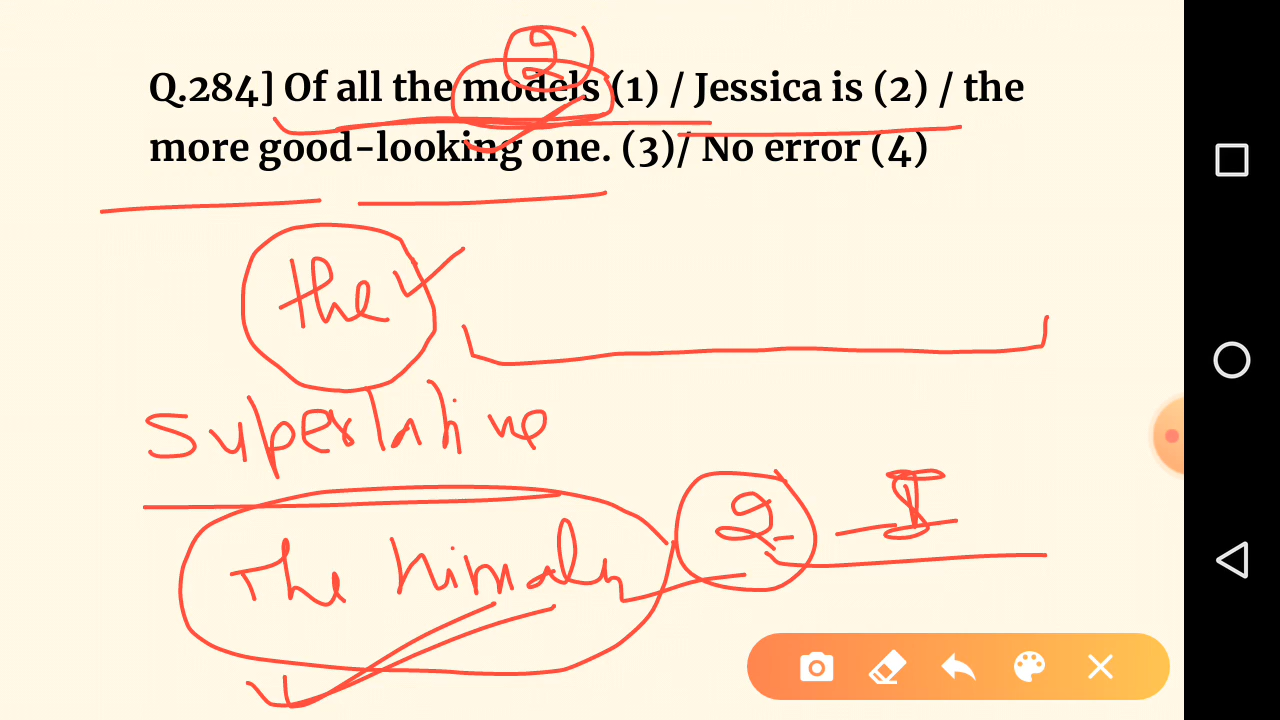 Q.284] Of all the models (1) / Jessica is (2) / the
more good-looking one. (3)/ No error (4)
2
the
Superlative
The himaly
2
I